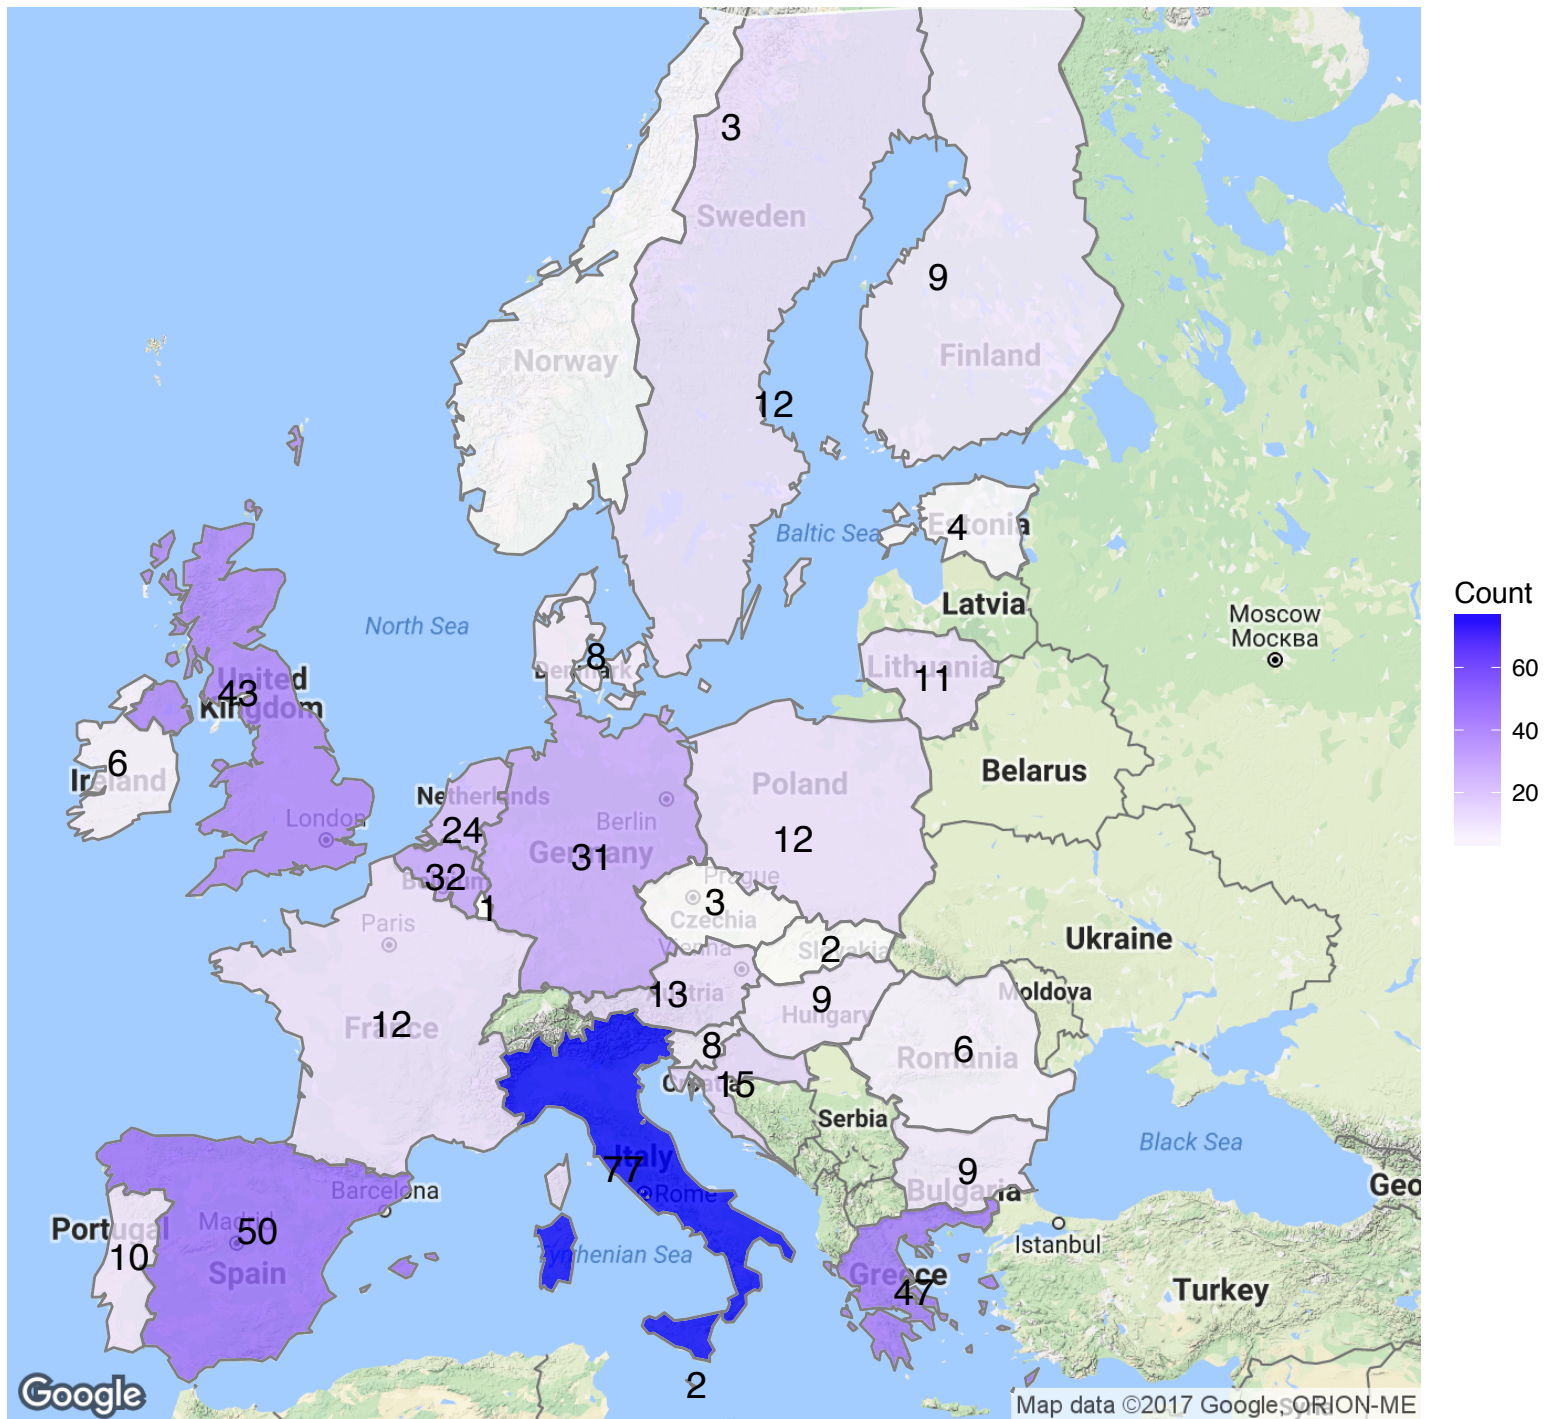 3
Sweden
9
Norway
Finland
12
4
Estonia
Baltic Sea
Latvia
Moscow
Москва
North Sea
8
Denmark
Lithuania
11
United
43
Kingdom
6
Ireland
Belarus
Poland
Netherlands
London
24
Berlin
12
31
Germany
32
Belgium
Prague
1
3
Czechia
Paris
Ukraine
Vienna
2
Slovakia
13
Austria
9
Moldova
Hungary
12
France
8
6
Romania
15
Croatia
Serbia
Black Sea
77
Italy
9
Bulgaria
Rome
Barcelona
Geo
Portugal
Madrid
50
10
Istanbul
Tyrrhenian Sea
Spain
Greece
47
Turkey
2
Google
Map data ©2017 Google, ORION-ME
Syria
Count
60
40
20